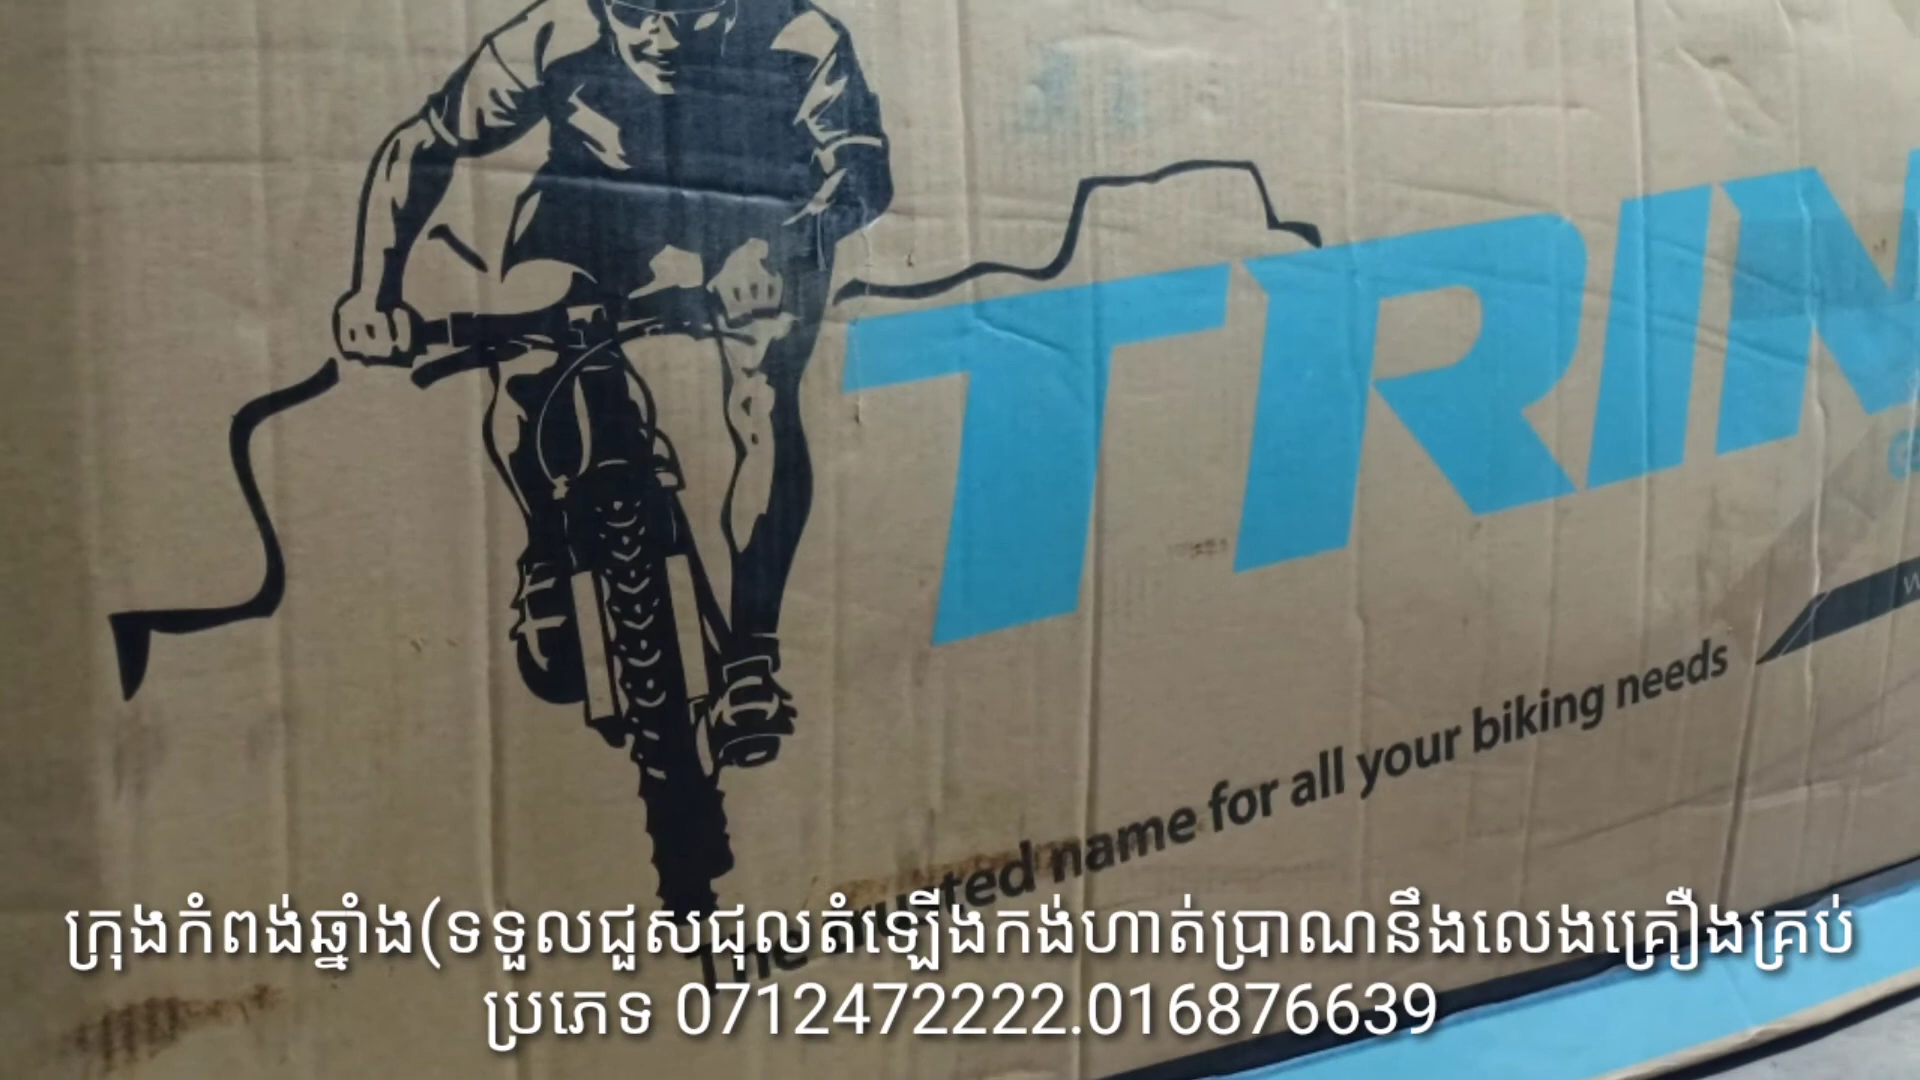 TRIN
The trusted name for all your biking needs
ក្រុងកំពង់ឆ្នាំង(ទទួលជួសជុលតំឡើងកង់ហាត់ប្រាណនឹងលេងគ្រឿងគ្រប់
ប្រភេទ 0712472222.016876639